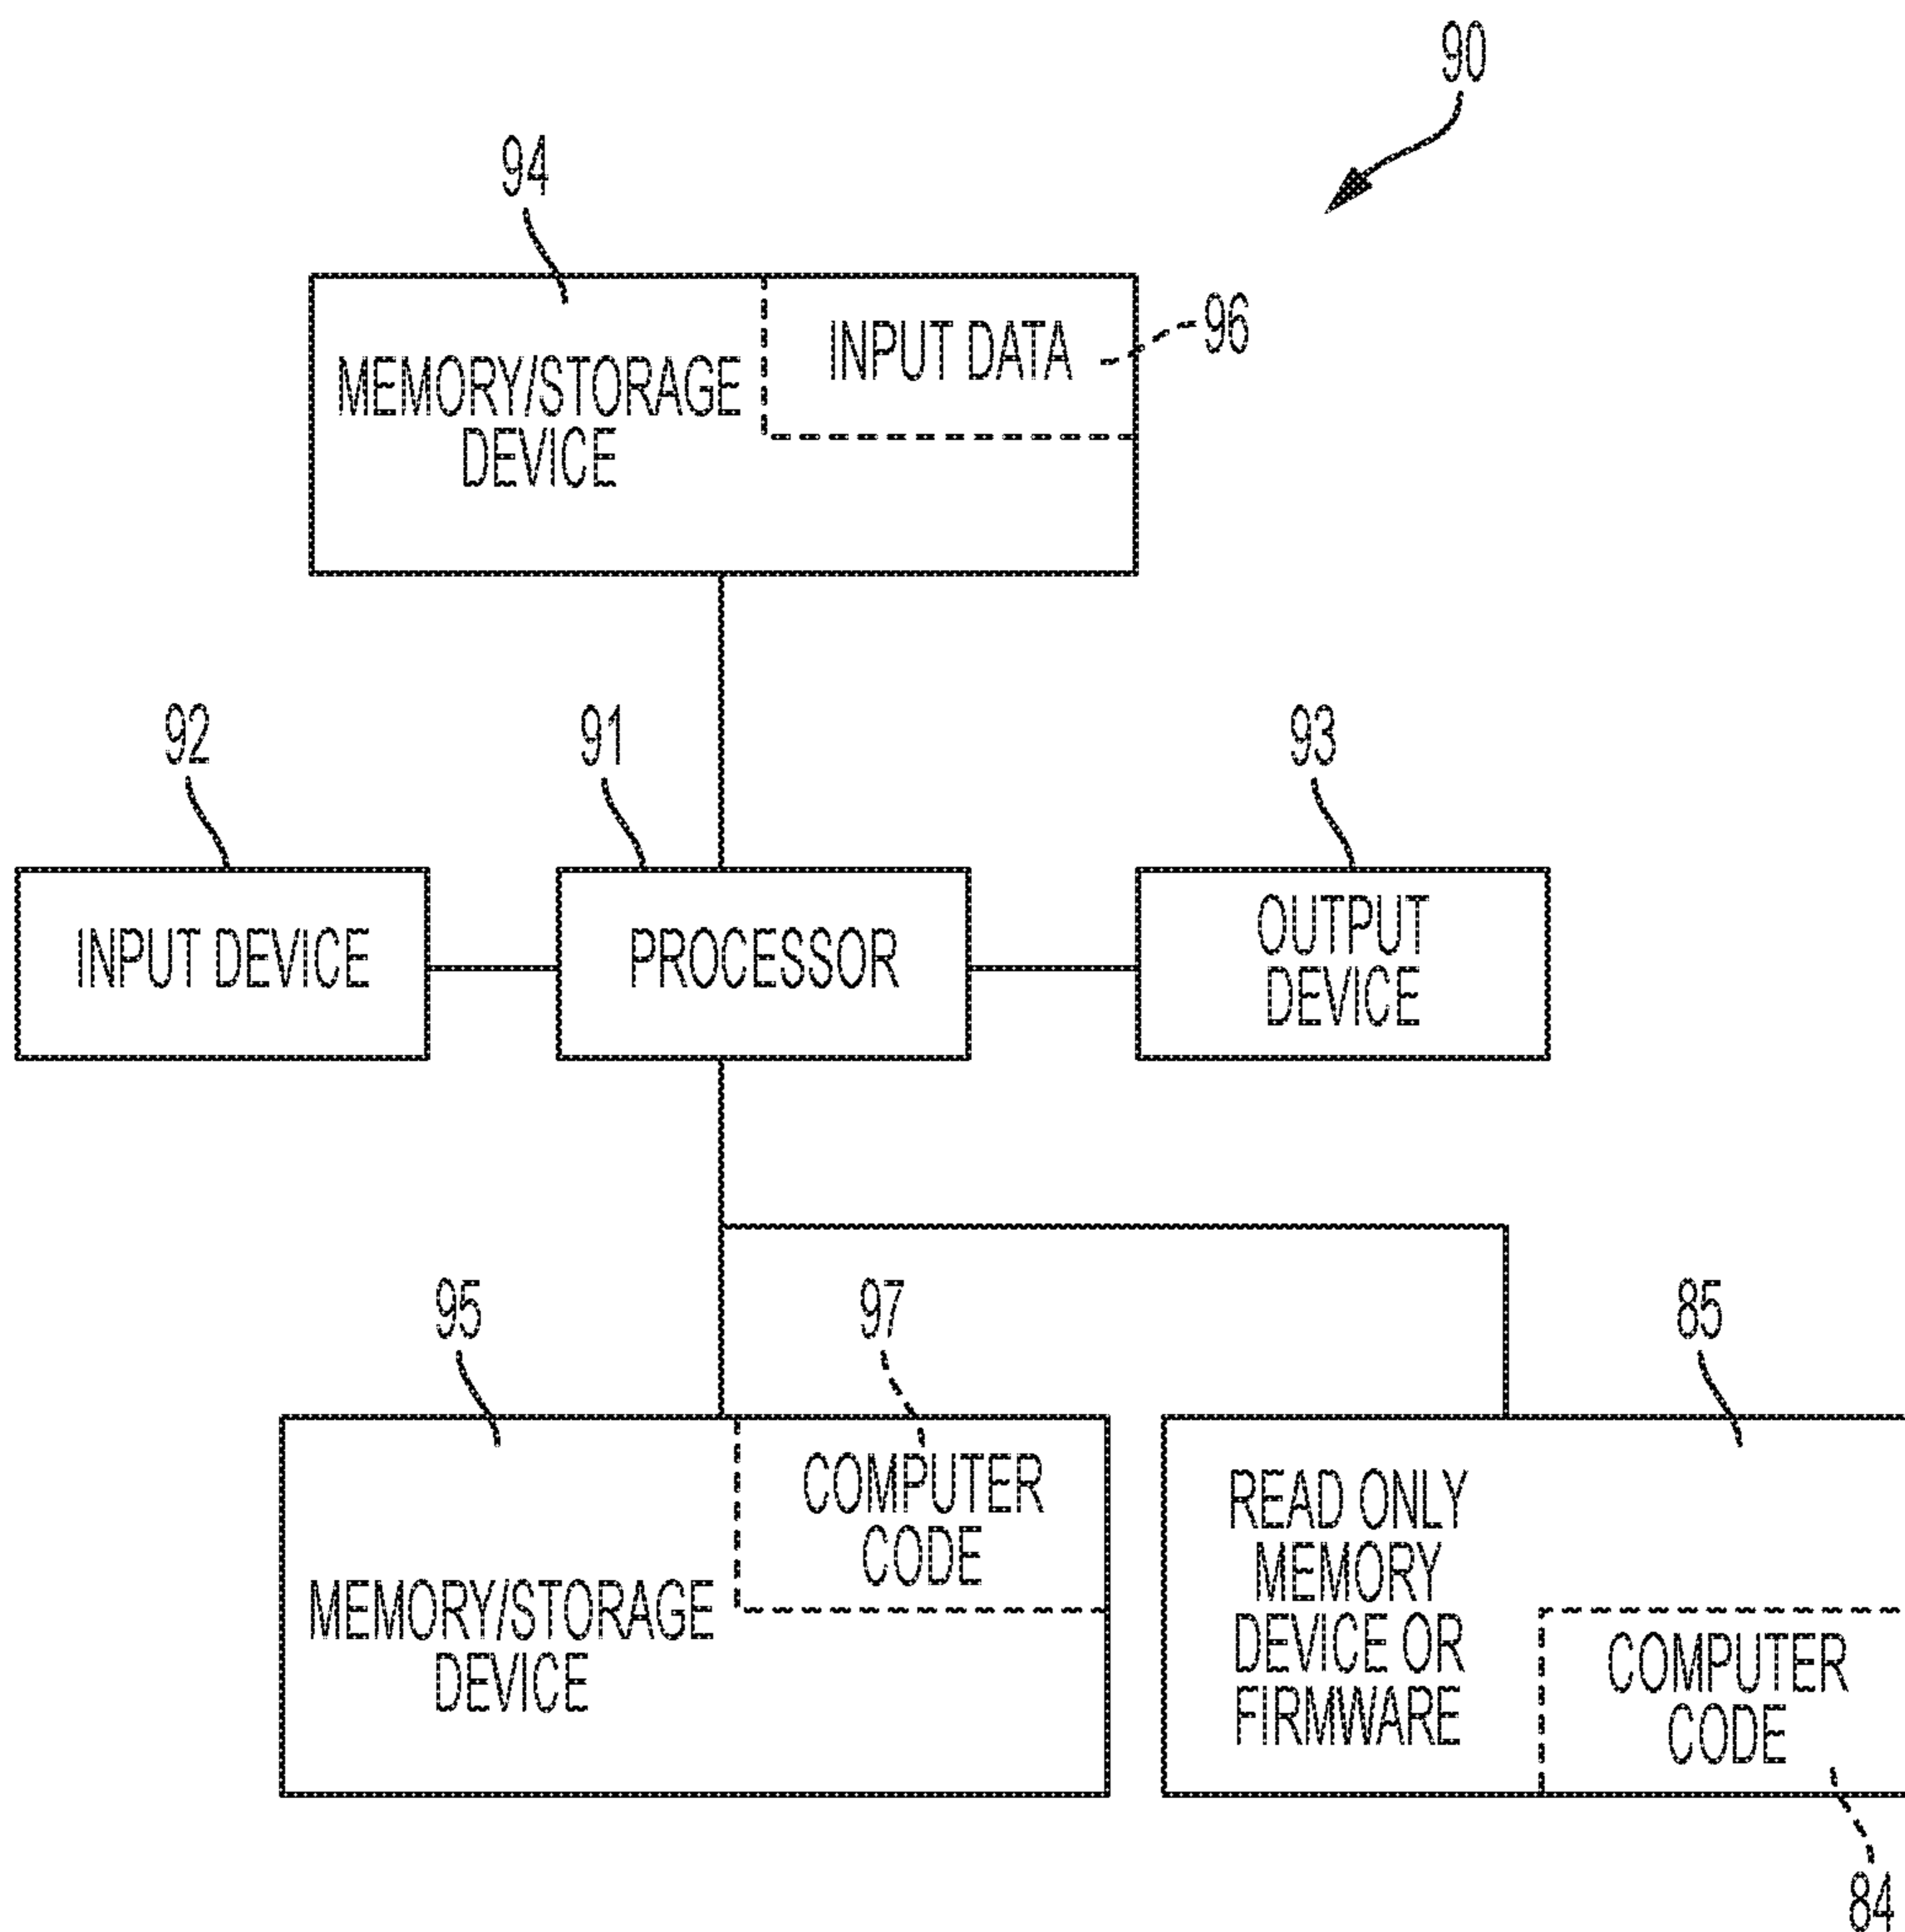 90
94
INPUT DATA
96
MEMORY/STORAGE
DEVICE
92
91
93
INPUT DEVICE
PROCESSOR
OUTPUT
DEVICE
95
97
85
COMPUTER
CODE
MEMORY/STORAGE
DEVICE
READ ONLY
MEMORY
DEVICE OR
FIRMWARE
COMPUTER
CODE
84